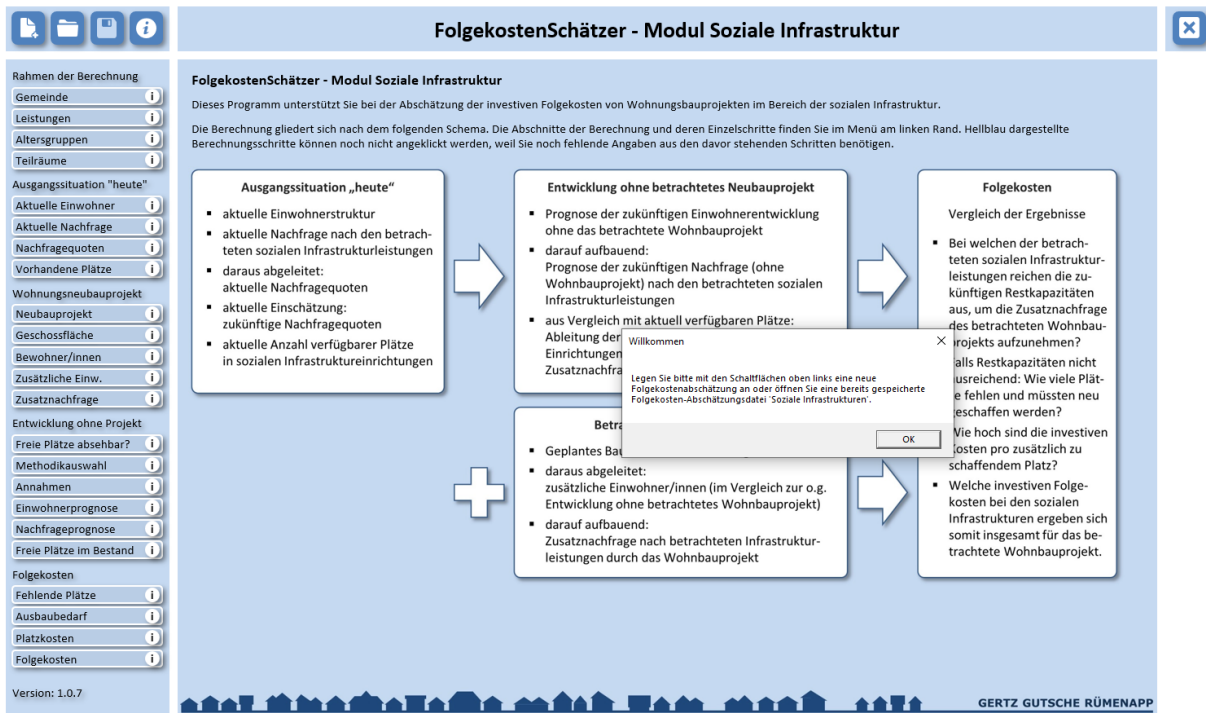 FolgekostenSchätzer - Modul Soziale Infrastruktur
Rahmen der Berechnung
Gemeinde
Leistungen
Altersgruppen
Teilräume
Ausgangssituation "heute"
Aktuelle Einwohner
Aktuelle Nachfrage
Nachfragequoten
Vorhandene Plätze
Wohnungsneubauprojekt
Neubauprojekt
Geschossfläche
Bewohner/innen
Zusätzliche Einw.
Zusatznachfrage
Entwicklung ohne Projekt
Freie Plätze absehbar?
Methodikauswahl
Annahmen
Einwohnerprognose
Nachfrageprognose
Freie Plätze im Bestand
Folgekosten
Fehlende Plätze
Ausbaubedarf
Platzkosten
Folgekosten
Version: 1.0.7
FolgekostenSchätzer - Modul Soziale Infrastruktur
Dieses Programm unterstützt Sie bei der Abschätzung der investiven Folgekosten von Wohnungsbauprojekten im Bereich der sozialen Infrastruktur.
Die Berechnung gliedert sich nach dem folgenden Schema. Die Abschnitte der Berechnung und deren Einzelschritte finden Sie im Menü am linken Rand. Hellblau dargestellte
Berechnungsschritte können noch nicht angeklickt werden, weil Sie noch fehlende Angaben aus den davor stehenden Schritten benötigen.
Ausgangssituation „heute“
▪ aktuelle Einwohnerstruktur
▪ aktuelle Nachfrage nach den betrach-
teten sozialen Infrastrukturleistungen
▪ daraus abgeleitet:
aktuelle Nachfragequoten
▪ aktuelle Einschätzung:
zukünftige Nachfragequoten
▪ aktuelle Anzahl verfügbarer Plätze
in sozialen Infrastruktureinrichtungen
Entwicklung ohne betrachtetes Neubauprojekt
▪ Prognose der zukünftigen Einwohnerentwicklung
ohne das betrachtete Wohnbauprojekt
▪ darauf aufbauend:
Prognose der zukünftigen Nachfrage (ohne
Wohnbauprojekt) nach den betrachteten sozialen
Infrastrukturleistungen
▪ aus Vergleich mit aktuell verfügbaren Plätze:
Ableitung der
Einrichtungen
Zusatznachfra
Willkommen
Legen Sie bitte mit den Schaltflächen oben links eine neue
Folgekostenabschätzung an oder öffnen Sie eine bereits gespeicherte
Folgekosten-Abschätzungsdatei 'Soziale Infrastrukturen'.
OK
Betra
▪ Geplantes Bau
▪ daraus abgeleitet:
zusätzliche Einwohner/innen (im Vergleich zur o.g.
Entwicklung ohne betrachtetes Wohnbauprojekt)
▪ darauf aufbauend:
Zusatznachfrage nach betrachteten Infrastruktur-
leistungen durch das Wohnbauprojekt
Folgekosten
Vergleich der Ergebnisse
▪ Bei welchen der betrach-
teten sozialen Infrastruktur-
leistungen reichen die zu-
künftigen Restkapazitäten
aus, um die Zusatznachfrage
des betrachteten Wohnbau-
projekts aufzunehmen?
alls Restkapazitäten nicht
ausreichend: Wie viele Plät-
e fehlen und müssten neu
geschaffen werden?
Wie hoch sind die investiven
Kosten pro zusätzlich zu
schaffendem Platz?
▪ Welche investiven Folge-
kosten bei den sozialen
Infrastrukturen ergeben sich
somit insgesamt für das be-
trachtete Wohnbauprojekt.
GERTZ GUTSCHE RÜMENAPP